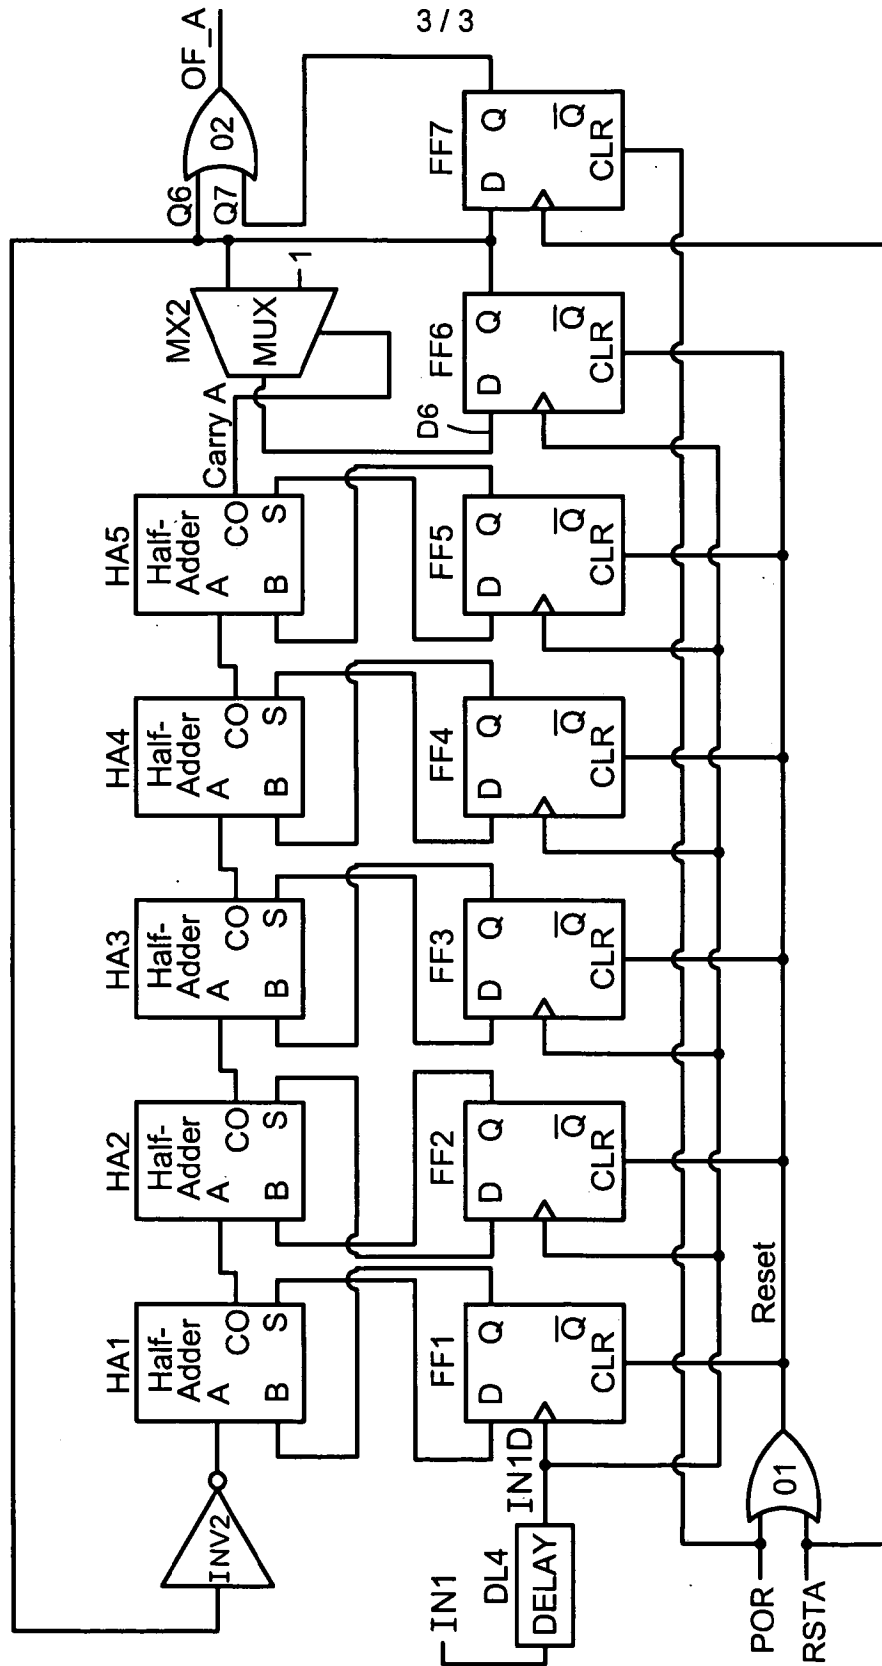 3 / 3
OF_A
02
Q6
Q7
MX2
MUX
1
Carry A
HA5
Half-
Adder
A
CO
B
S
HA4
Half-
Adder
A
CO
B
S
HA3
Half-
Adder
A
CO
B
S
HA2
Half-
Adder
A
CO
B
S
HA1
Half-
Adder
A
CO
B
S
INV2
FF7
D
Q
Q
CLR
FF6
D
Q
Q
CLR
D6
FF5
D
Q
Q
CLR
FF4
D
Q
Q
CLR
FF3
D
Q
Q
CLR
FF2
D
Q
Q
CLR
FF1
D
Q
Q
CLR
IN1D
IN1
DL4
DELAY
Reset
01
POR
RSTA